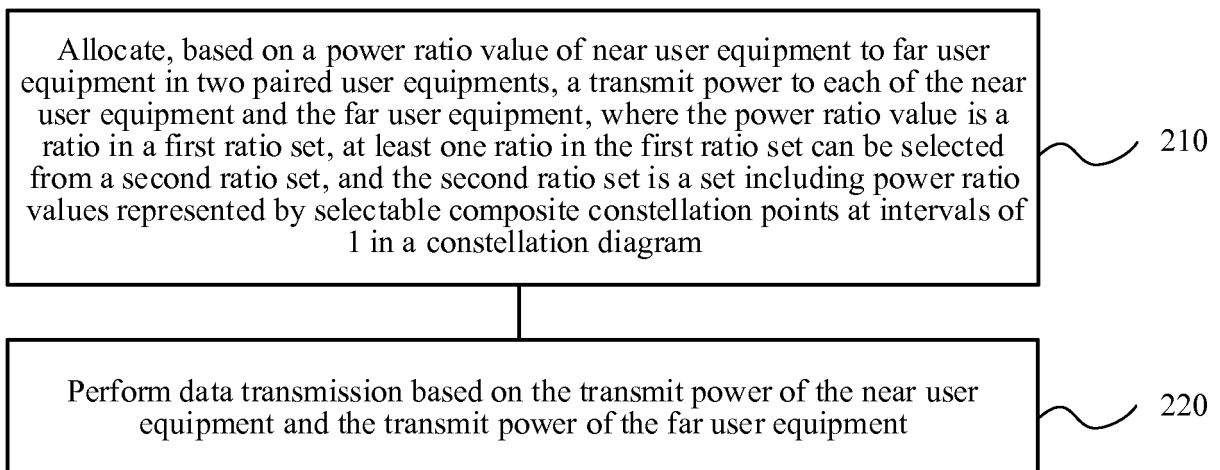 Allocate, based on a power ratio value of near user equipment to far user
equipment in two paired user equipments, a transmit power to each of the near
user equipment and the far user equipment, where the power ratio value is a
ratio in a first ratio set, at least one ratio in the first ratio set can be selected
from a second ratio set, and the second ratio set is a set including power ratio
values represented by selectable composite constellation points at intervals of
1 in a constellation diagram
210
Perform data transmission based on the transmit power of the near user
equipment and the transmit power of the far user equipment
220